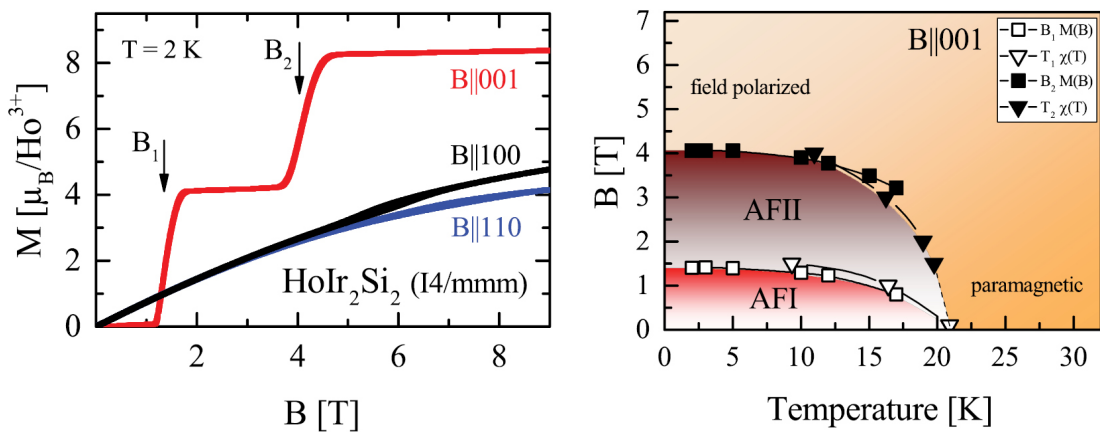 T = 2 K
B₁
B₂
B||001
B||100
B||110
HoIr₂Si₂ (I4/mmm)
M [μ_B/Ho³⁺]
8
6
4
2
0
2 4 6 8
B [T]
B||001
B₁ M(B)
T₁ χ(T)
B₂ M(B)
T₂ χ(T)
field polarized
AFII
AFI
paramagnetic
B [T]
7
6
5
4
3
2
1
0
0 5 10 15 20 25 30
Temperature [K]